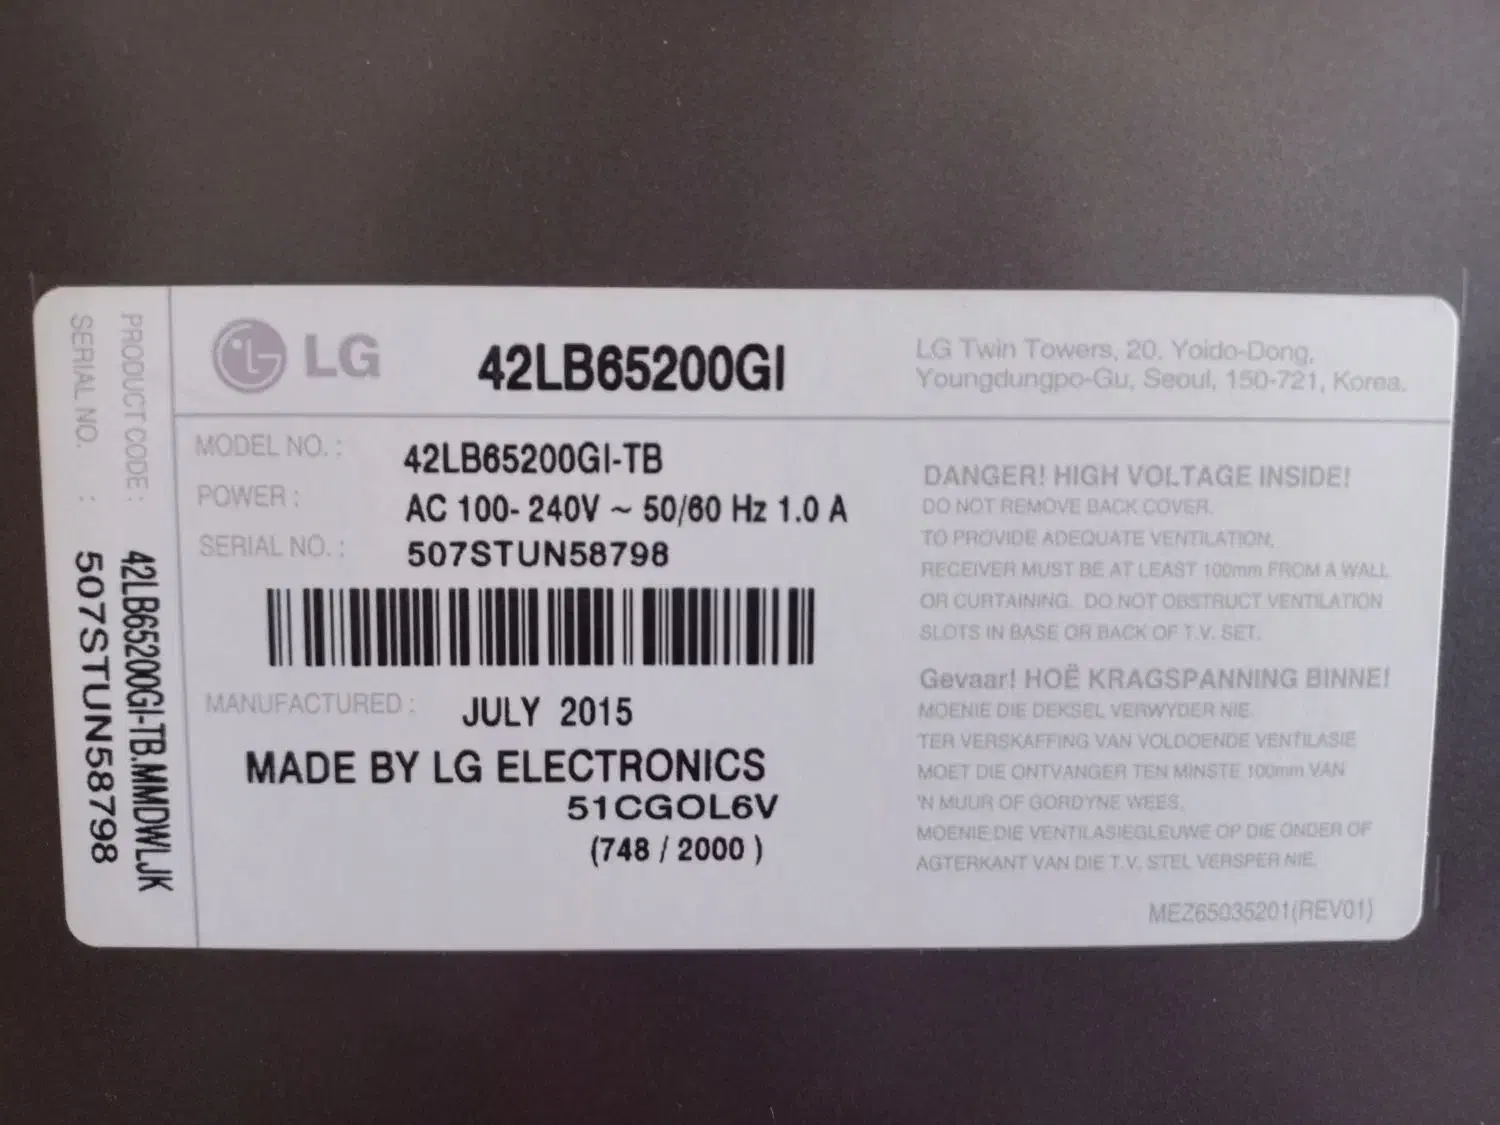 PRODUCT CODE : 42LB65200GI-TB.MMDWLJK
SERIAL NO. : 507STUN58798
LG
42LB65200GI
LG Twin Towers, 20. Yoido-Dong,
Youngdungpo-Gu, Seoul, 150-721, Korea.
MODEL NO. : 42LB65200GI-TB
POWER : AC 100- 240V ~ 50/60 Hz 1.0 A
SERIAL NO. : 507STUN58798
MANUFACTURED : JULY 2015
MADE BY LG ELECTRONICS
51CGOL6V
(748 / 2000 )
DANGER! HIGH VOLTAGE INSIDE!
DO NOT REMOVE BACK COVER.
TO PROVIDE ADEQUATE VENTILATION,
RECEIVER MUST BE AT LEAST 100mm FROM A WALL
OR CURTAINING. DO NOT OBSTRUCT VENTILATION
SLOTS IN BASE OR BACK OF T.V. SET.
Gevaar! HOË KRAGSPANNING BINNE!
MOENIE DIE DEKSEL VERWYDER NIE.
TER VERSKAFFING VAN VOLDOENDE VENTILASIE
MOET DIE ONTVANGER TEN MINSTE 100mm VAN
'N MUUR OF GORDYNE WEES.
MOENIE DIE VENTILASIEGLEUWE OP DIE ONDER OF
AGTERKANT VAN DIE T.V. STEL VERSPER NIE.
MEZ65035201(REV01)